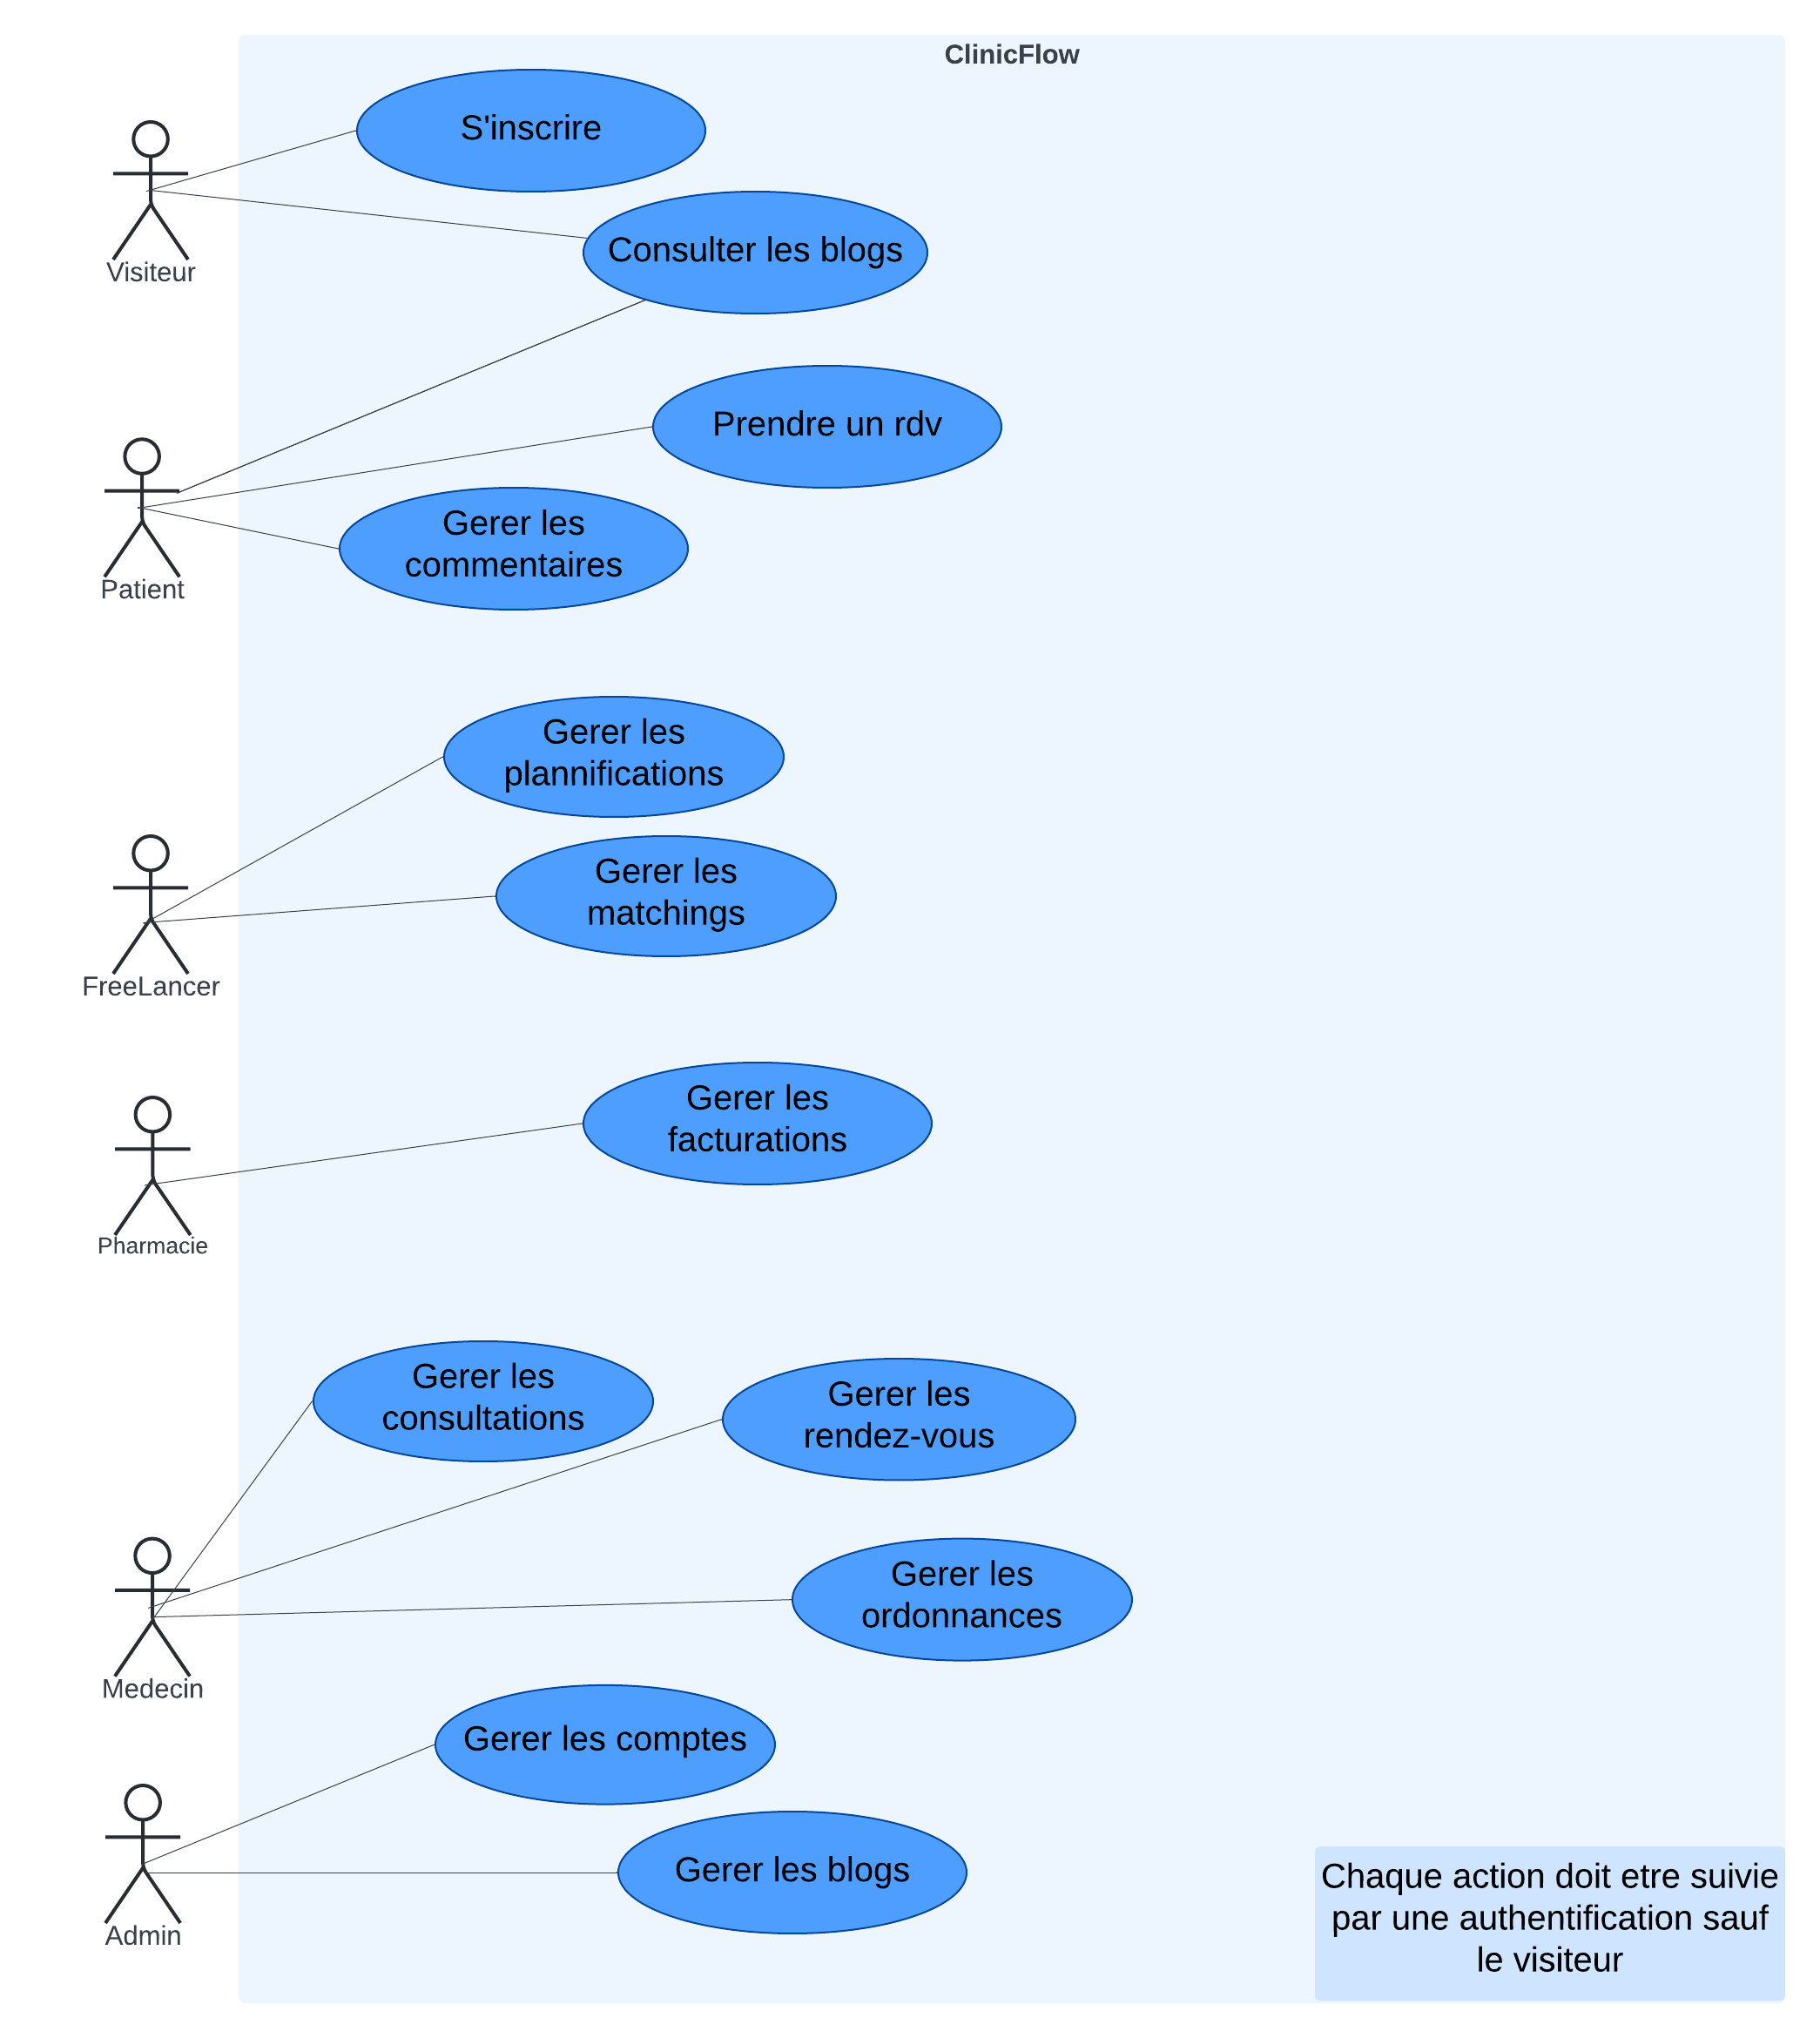 ClinicFlow
S'inscrire
Consulter les blogs
Visiteur
Prendre un rdv
Gerer les
commentaires
Patient
Gerer les
plannifications
Gerer les
matchings
FreeLancer
Gerer les
facturations
Pharmacie
Gerer les
consultations
Gerer les
rendez-vous
Gerer les
ordonnances
Medecin
Gerer les comptes
Gerer les blogs
Admin
Chaque action doit etre suivie
par une authentification sauf
le visiteur